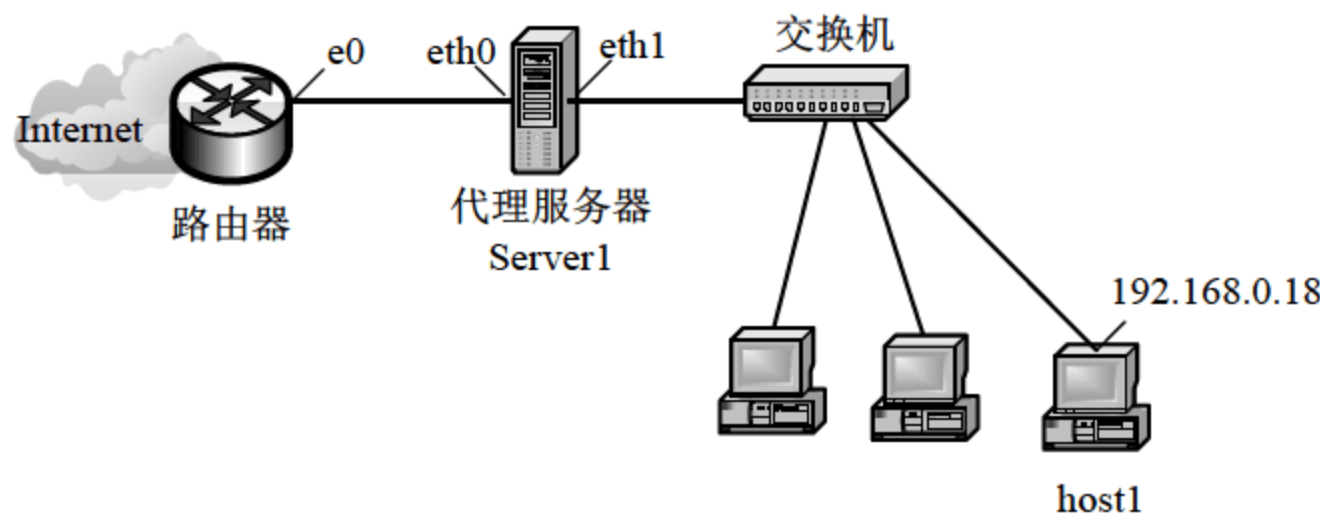 交换机
e0
eth0
eth1
Internet
路由器
代理服务器
Server1
192.168.0.18
host1